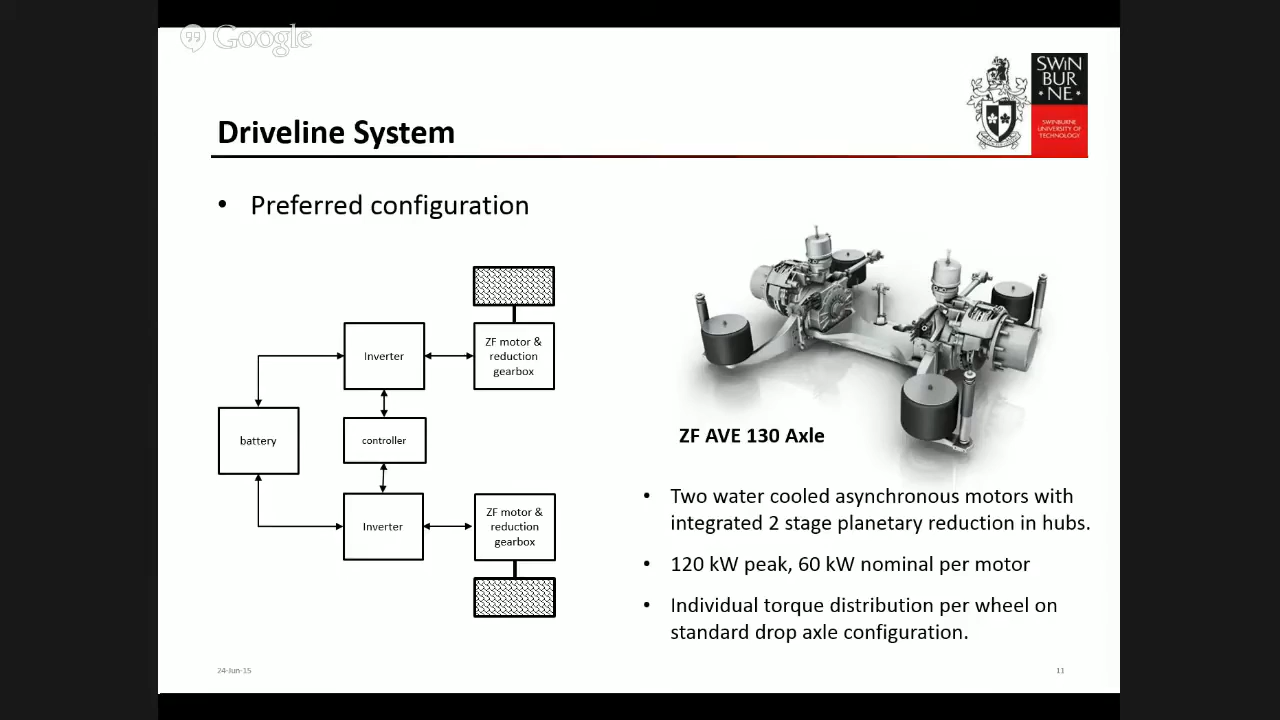 Google
SWIN
BUR
NE
SWINBURNE
UNIVERSITY OF
TECHNOLOGY
Driveline System
• Preferred configuration
ZF motor &
reduction
gearbox
Inverter
battery
controller
Inverter
ZF motor &
reduction
gearbox
ZF AVE 130 Axle
• Two water cooled asynchronous motors with
integrated 2 stage planetary reduction in hubs.
• 120 kW peak, 60 kW nominal per motor
• Individual torque distribution per wheel on
standard drop axle configuration.
24-Jun-15
11